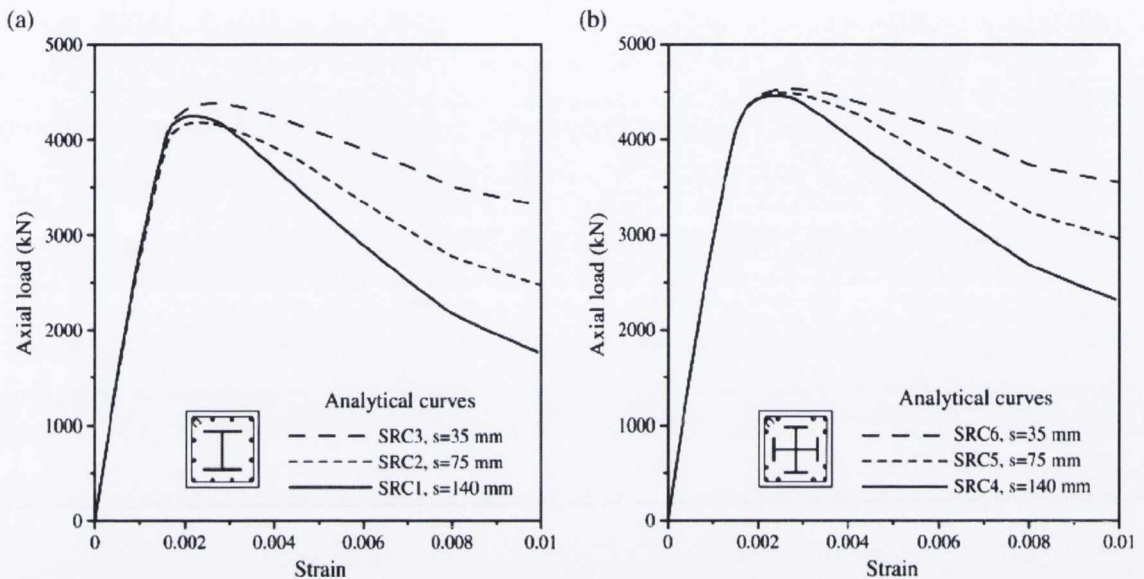 (a)
5000
4000
3000
2000
1000
0
Axial load (kN)
Analytical curves
SRC3, s=35 mm
SRC2, s=75 mm
SRC1, s=140 mm
0 0.002 0.004 0.006 0.008 0.01
Strain
(b)
5000
4000
3000
2000
1000
0
Axial load (kN)
Analytical curves
SRC6, s=35 mm
SRC5, s=75 mm
SRC4, s=140 mm
0 0.002 0.004 0.006 0.008 0.01
Strain